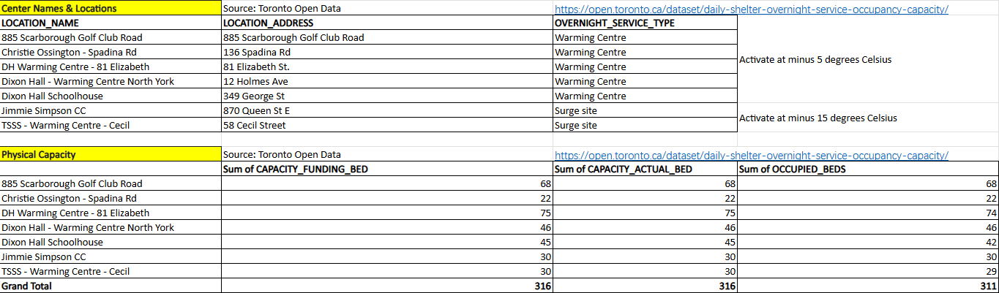 Center Names & Locations Source: Toronto Open Data https://open.toronto.ca/dataset/daily-shelter-overnight-service-occupancy-capacity/
LOCATION_NAME LOCATION_ADDRESS OVERNIGHT_SERVICE_TYPE
885 Scarborough Golf Club Road 885 Scarborough Golf Club Road Warming Centre
Christie Ossington - Spadina Rd 136 Spadina Rd Warming Centre
Activate at minus 5 degrees Celsius
DH Warming Centre - 81 Elizabeth 81 Elizabeth St. Warming Centre
Dixon Hall - Warming Centre North York 12 Holmes Ave Warming Centre
Dixon Hall Schoolhouse 349 George St Warming Centre
Jimmie Simpson CC 870 Queen St E Surge site
Activate at minus 15 degrees Celsius
TSSS - Warming Centre - Cecil 58 Cecil Street Surge site
Physical Capacity Source: Toronto Open Data https://open.toronto.ca/dataset/daily-shelter-overnight-service-occupancy-capacity/
Sum of CAPACITY_FUNDING_BED Sum of CAPACITY_ACTUAL_BED Sum of OCCUPIED_BEDS
885 Scarborough Golf Club Road 68 68 68
Christie Ossington - Spadina Rd 22 22 22
DH Warming Centre - 81 Elizabeth 75 75 74
Dixon Hall - Warming Centre North York 46 46 46
Dixon Hall Schoolhouse 45 45 42
Jimmie Simpson CC 30 30 30
TSSS - Warming Centre - Cecil 30 30 29
Grand Total 316 316 311